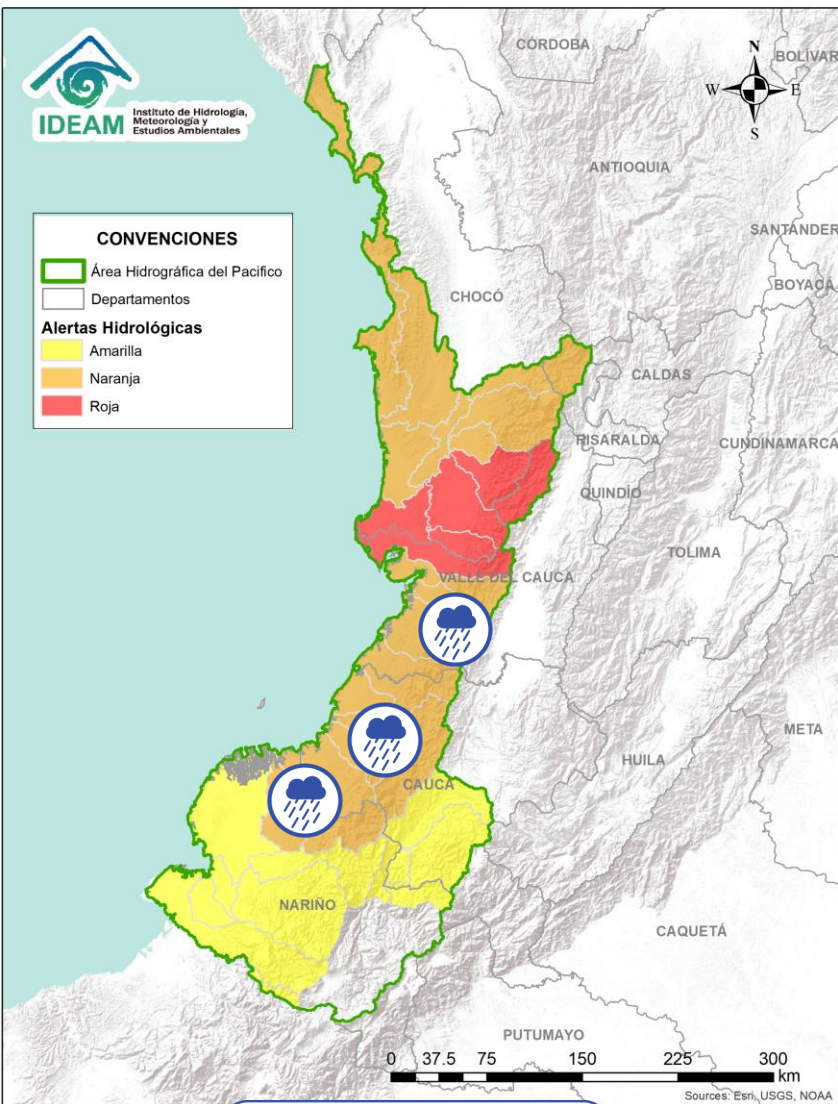 IDEAM
Instituto de Hidrología,
Meteorología y
Estudios Ambientales
CÓRDOBA
BOLÍVAR
N
W
E
S
ANTIOQUIA
SANTANDER
BOYACÁ
CONVENCIONES
Área Hidrográfica del Pacifico
Departamentos
Alertas Hidrológicas
Amarilla
Naranja
Roja
CHOCÓ
CALDAS
RISARALDA
CUNDINAMARCA
QUINDÍO
TOLIMA
VALLE DEL CAUCA
META
HUILA
CAUCA
NARIÑO
CAQUETÁ
PUTUMAYO
0 37.5 75 150 225 300
km
Sources: Esri, USGS, NOAA